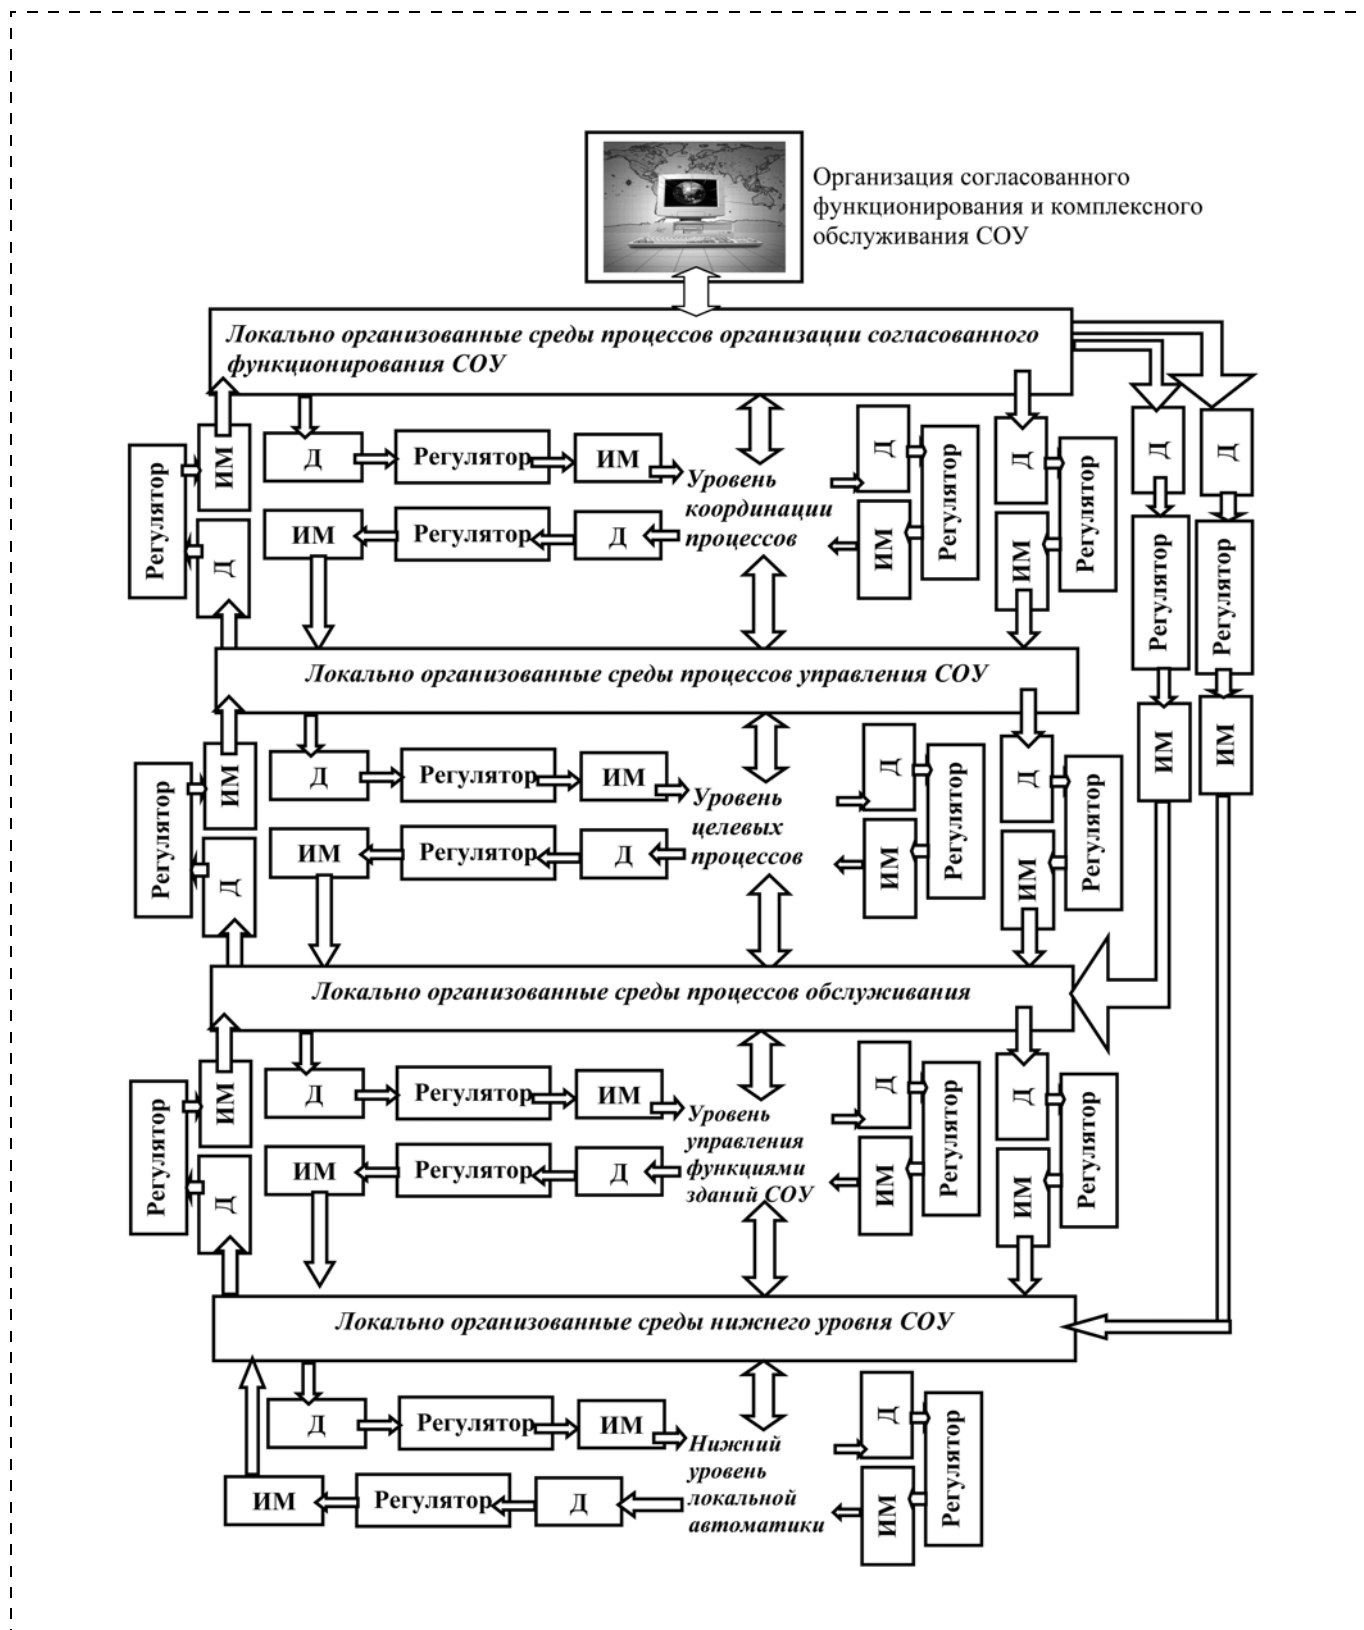 Организация согласованного
функционирования и комплексного
обслуживания СОУ
Локально организованные среды процессов организации согласованного
функционирования СОУ
Регулятор
ИМ
Д
Д
Регулятор
ИМ
ИМ
Регулятор
Д
Уровень
координации
процессов
Д
ИМ
Регулятор
Д
ИМ
Регулятор
Д
Регулятор
ИМ
Д
Регулятор
ИМ
Локально организованные среды процессов управления СОУ
Регулятор
ИМ
Д
Д
Регулятор
ИМ
ИМ
Регулятор
Д
Уровень
целевых
процессов
Д
ИМ
Регулятор
Д
ИМ
Регулятор
Локально организованные среды процессов обслуживания
Регулятор
ИМ
Д
Д
Регулятор
ИМ
ИМ
Регулятор
Д
Уровень
управления
функциями
зданий СОУ
Д
ИМ
Регулятор
Д
ИМ
Регулятор
Локально организованные среды нижнего уровня СОУ
Д
Регулятор
ИМ
ИМ
Регулятор
Д
Нижний
уровень
локальной
автоматики
Д
ИМ
Регулятор